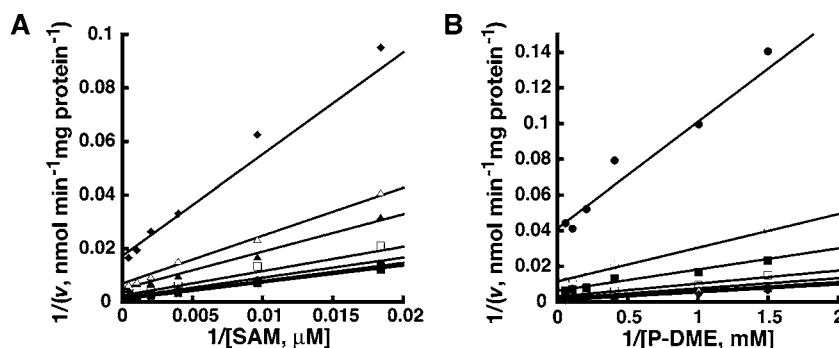 A
1/(v, nmol min⁻¹mg protein⁻¹)
0.1
0.08
0.06
0.04
0.02
0
0 0.005 0.01 0.015 0.02
1/[SAM, μM]
B
1/(v, nmol min⁻¹mg protein⁻¹)
0.14
0.12
0.1
0.08
0.06
0.04
0.02
0
0 0.5 1 1.5 2
1/[P-DME, mM]